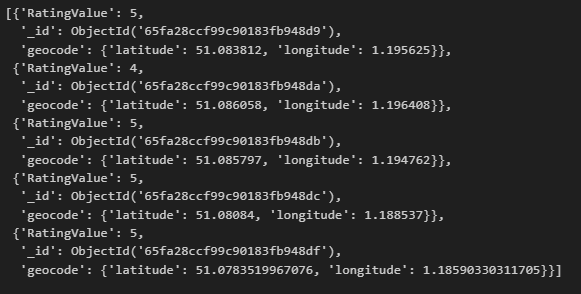 [{'RatingValue': 5,
  '_id': ObjectId('65fa28ccf99c90183fb948d9'),
  'geocode': {'latitude': 51.083812, 'longitude': 1.195625}},
 {'RatingValue': 4,
  '_id': ObjectId('65fa28ccf99c90183fb948da'),
  'geocode': {'latitude': 51.086058, 'longitude': 1.196408}},
 {'RatingValue': 5,
  '_id': ObjectId('65fa28ccf99c90183fb948db'),
  'geocode': {'latitude': 51.085797, 'longitude': 1.194762}},
 {'RatingValue': 5,
  '_id': ObjectId('65fa28ccf99c90183fb948dc'),
  'geocode': {'latitude': 51.08084, 'longitude': 1.188537}},
 {'RatingValue': 5,
  '_id': ObjectId('65fa28ccf99c90183fb948df'),
  'geocode': {'latitude': 51.0783519967076, 'longitude': 1.18590330311705}}]